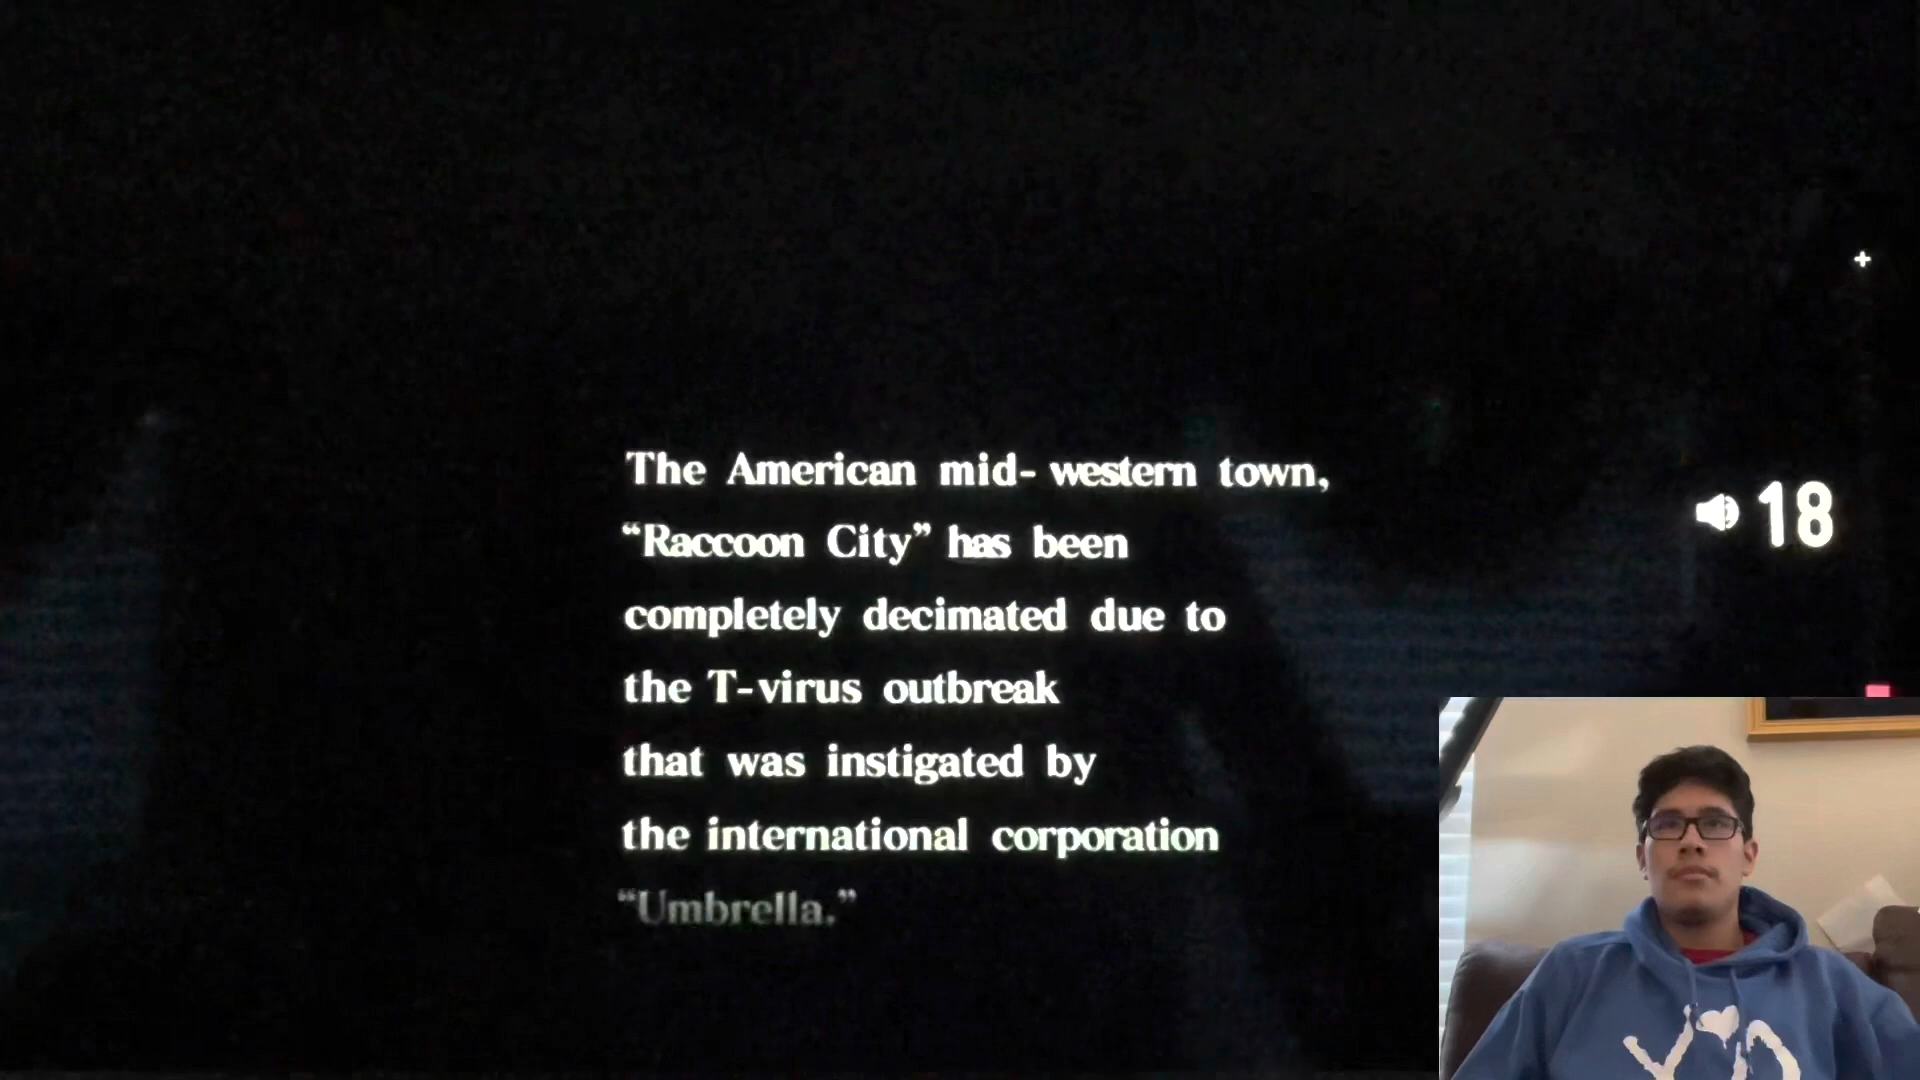 The American mid-western town,
“Raccoon City” has been
completely decimated due to
the T-virus outbreak
that was instigated by
the international corporation
“Umbrella.”
18
XO